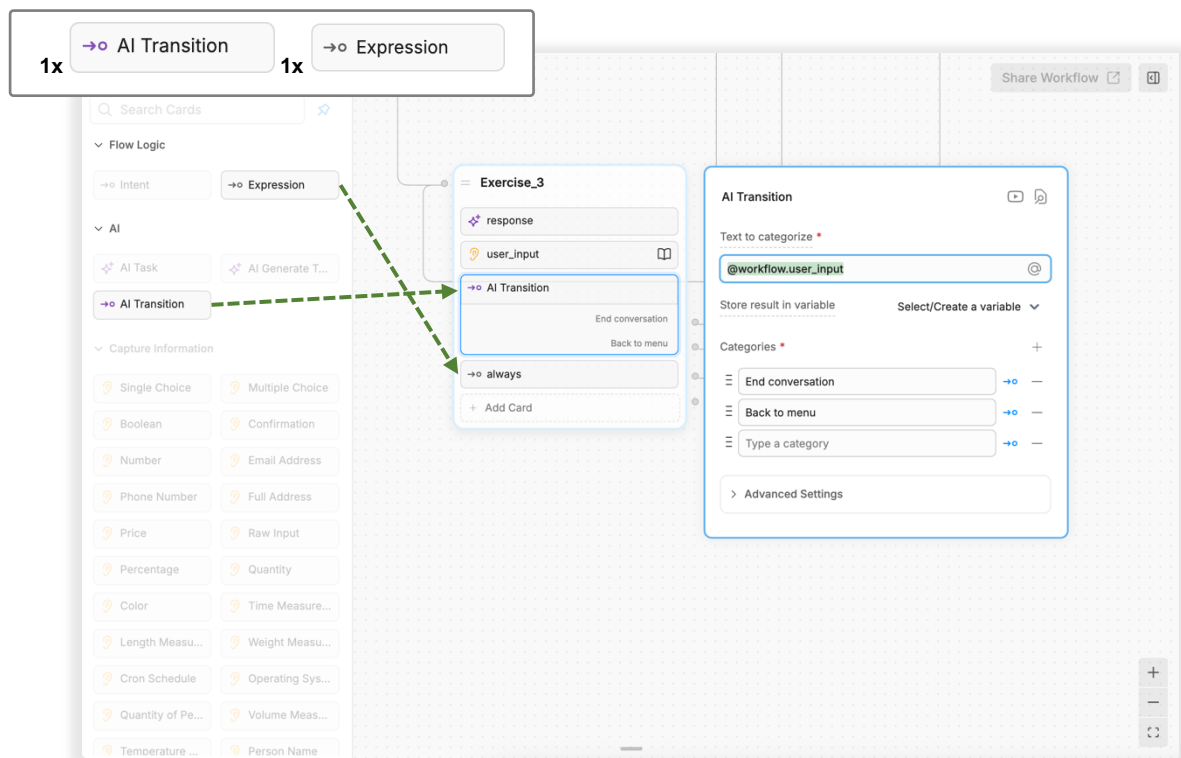 1x AI Transition 1x Expression
Share Workflow
Search Cards
Flow Logic
Intent Expression
AI
AI Task AI Generate T...
AI Transition
Capture Information
Single Choice Multiple Choice
Boolean Confirmation
Number Email Address
Phone Number Full Address
Price Raw Input
Percentage Quantity
Color Time Measure...
Length Measu... Weight Measu...
Cron Schedule Operating Sys...
Quantity of Pe... Volume Meas...
Temperature ... Person Name
Exercise_3
response
user_input
AI Transition
End conversation
Back to menu
always
+ Add Card
AI Transition
Text to categorize *
@workflow.user_input @
Store result in variable Select/Create a variable
Categories * +
End conversation
Back to menu
Type a category
Advanced Settings